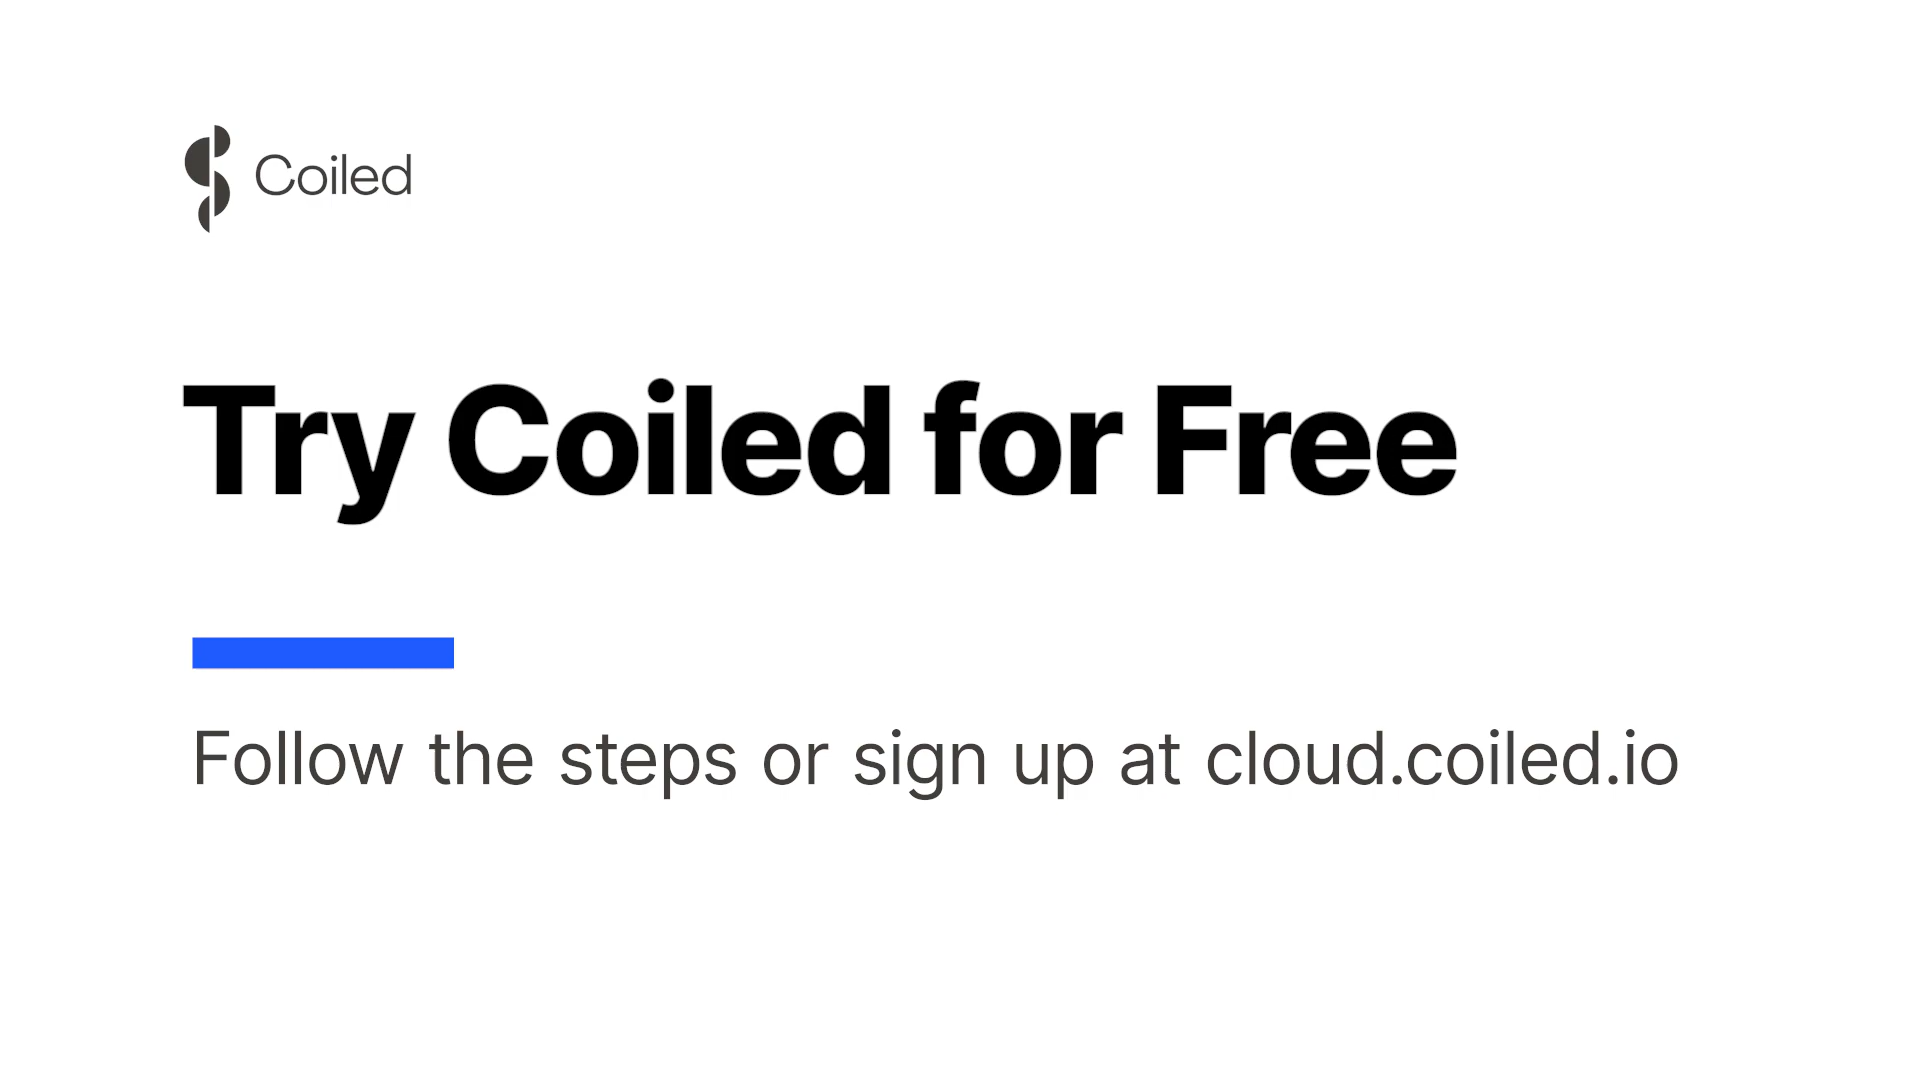 Coiled
Try Coiled for Free
Follow the steps or sign up at cloud.coiled.io